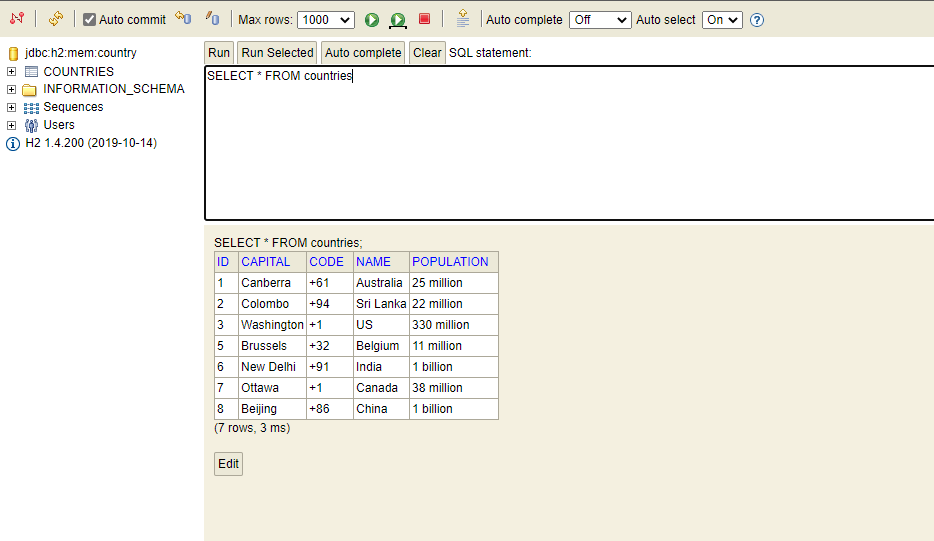 Auto commit Max rows: 1000 Auto complete Off Auto select On ?
jdbc:h2:mem:country
COUNTRIES
INFORMATION_SCHEMA
Sequences
Users
H2 1.4.200 (2019-10-14)
Run Run Selected Auto complete Clear SQL statement:
SELECT * FROM countries
SELECT * FROM countries;
ID CAPITAL CODE NAME POPULATION
1 Canberra +61 Australia 25 million
2 Colombo +94 Sri Lanka 22 million
3 Washington +1 US 330 million
5 Brussels +32 Belgium 11 million
6 New Delhi +91 India 1 billion
7 Ottawa +1 Canada 38 million
8 Beijing +86 China 1 billion
(7 rows, 3 ms)
Edit